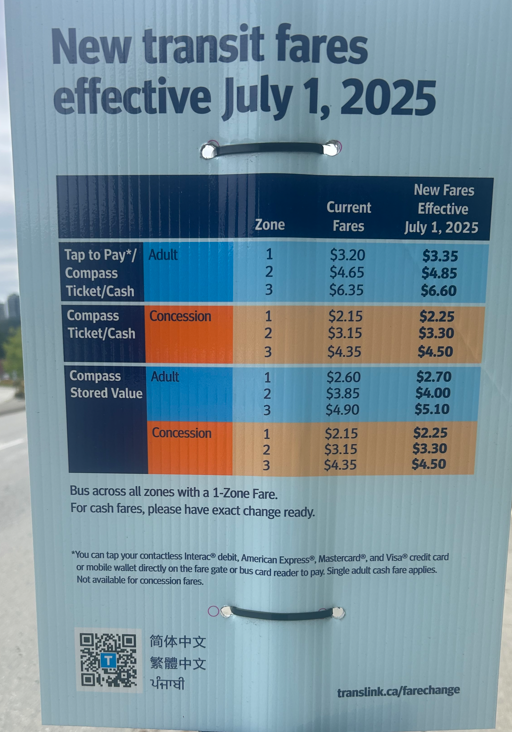 New transit fares
effective July 1, 2025
Zone Current Fares New Fares Effective July 1, 2025
Tap to Pay*/ Compass Ticket/Cash Adult 1 $3.20 $3.35
2 $4.65 $4.85
3 $6.35 $6.60
Compass Ticket/Cash Concession 1 $2.15 $2.25
2 $3.15 $3.30
3 $4.35 $4.50
Compass Stored Value Adult 1 $2.60 $2.70
2 $3.85 $4.00
3 $4.90 $5.10
Concession 1 $2.15 $2.25
2 $3.15 $3.30
3 $4.35 $4.50
Bus across all zones with a 1-Zone Fare.
For cash fares, please have exact change ready.
*You can tap your contactless Interac® debit, American Express®, Mastercard®, and Visa® credit card
or mobile wallet directly on the fare gate or bus card reader to pay. Single adult cash fare applies.
Not available for concession fares.
T
简体中文
繁體中文
ਪੰਜਾਬੀ
translink.ca/farechange